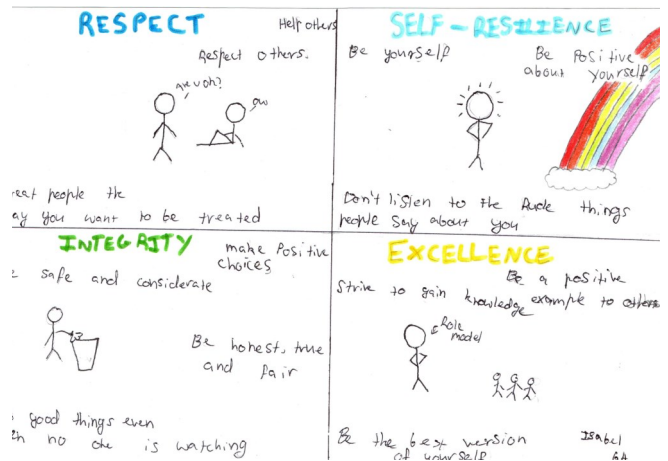 RESPECT
Help others
Respect others.
are u oh?
ow
reat people the
ay you want to be treated
SELF-RESILIENCE
Be yourself
Be Positive
about yourself
Don't listen to the Rude things
people say about you
INTEGRITY
make Positive
choices
e safe and considerate
Be honest, true
and fair
o good things even
en no one is watching
EXCELLENCE
Be a positive
example to others
Strive to gain knowledge
Role
model
Be the best version
of yourself
Isabel
6A